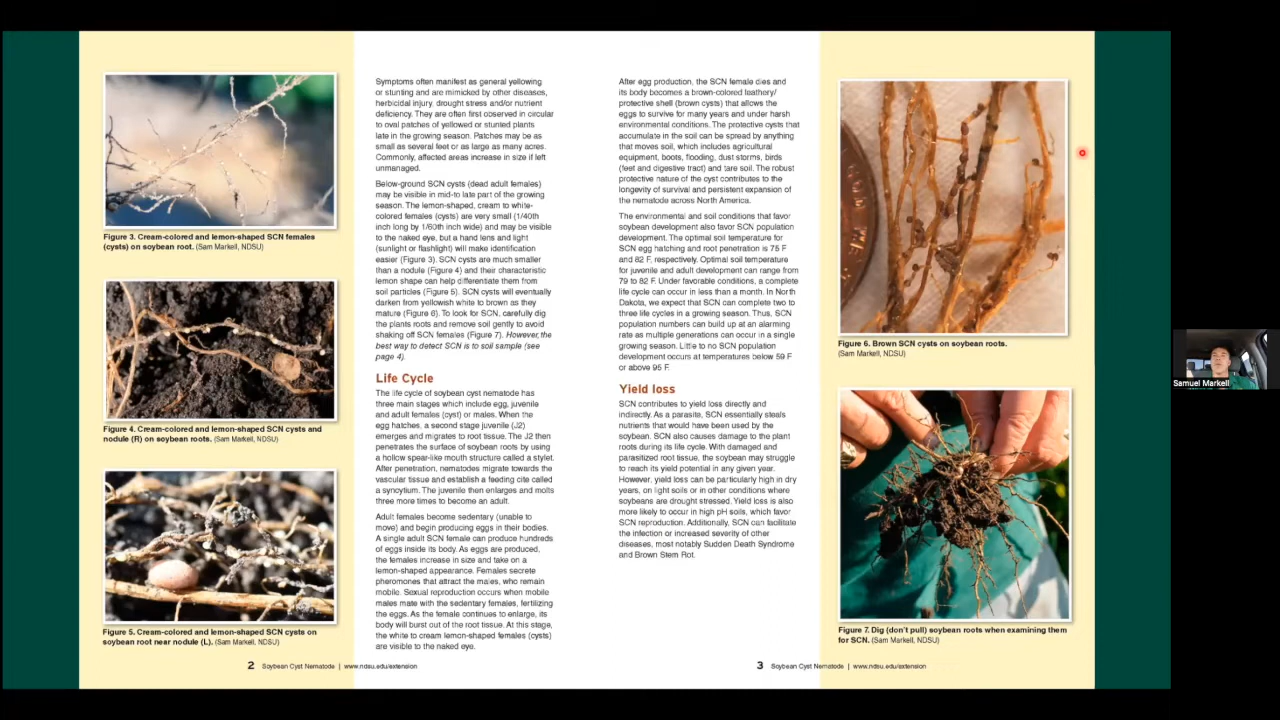 Figure 3. Cream-colored and lemon-shaped SCN females
(cysts) on soybean root. (Sam Markell, NDSU)
Figure 4. Cream-colored and lemon-shaped SCN cysts and
nodule (R) on soybean roots. (Sam Markell, NDSU)
Figure 5. Cream-colored and lemon-shaped SCN cysts on
soybean root near nodule (L). (Sam Markell, NDSU)
Symptoms often manifest as general yellowing
or stunting and are mimicked by other diseases,
herbicidal injury, drought stress and/or nutrient
deficiency. They are often first observed in circular
to oval patches of yellowed or stunted plants
late in the growing season. Patches may be as
small as several feet or as large as many acres.
Commonly, affected areas increase in size if left
unmanaged.
Below-ground SCN cysts (dead adult females)
may be visible in mid-to late part of the growing
season. The lemon-shaped, cream to white-
colored females (cysts) are very small (1/40th
inch long by 1/60th inch wide) and may be visible
to the naked eye, but a hand lens and light
(sunlight or flashlight) will make identification
easier (Figure 3). SCN cysts are much smaller
than a nodule (Figure 4) and their characteristic
lemon shape can help differentiate them from
soil particles (Figure 5). SCN cysts will eventually
darken from yellowish white to brown as they
mature (Figure 6). To look for SCN, carefully dig
the plants roots and remove soil gently to avoid
shaking off SCN females (Figure 7). However, the
best way to detect SCN is to soil sample (see
page 4).
Life Cycle
The life cycle of soybean cyst nematode has
three main stages which include egg, juvenile
and adult females (cyst) or males. When the
egg hatches, a second stage juvenile (J2)
emerges and migrates to root tissue. The J2 then
penetrates the surface of soybean roots by using
a hollow spear-like mouth structure called a stylet.
After penetration, nematodes migrate towards the
vascular tissue and establish a feeding cite called
a syncytium. The juvenile then enlarges and molts
three more times to become an adult.
Adult females become sedentary (unable to
move) and begin producing eggs in their bodies.
A single adult SCN female can produce hundreds
of eggs inside its body. As eggs are produced,
the females increase in size and take on a
lemon-shaped appearance. Females secrete
pheromones that attract the males, who remain
mobile. Sexual reproduction occurs when mobile
males mate with the sedentary females, fertilizing
the eggs. As the female continues to enlarge, its
body will burst out of the root tissue. At this stage,
the white to cream lemon-shaped females (cysts)
are visible to the naked eye.
2 Soybean Cyst Nematode | www.ndsu.edu/extension
After egg production, the SCN female dies and
its body becomes a brown-colored leathery/
protective shell (brown cysts) that allows the
eggs to survive for many years and under harsh
environmental conditions. The protective cysts that
accumulate in the soil can be spread by anything
that moves soil, which includes agricultural
equipment, boots, flooding, dust storms, birds
(feet and digestive tract) and tare soil. The robust
protective nature of the cyst contributes to the
longevity of survival and persistent expansion of
the nematode across North America.
The environmental and soil conditions that favor
soybean development also favor SCN population
development. The optimal soil temperature for
SCN egg hatching and root penetration is 75 F
and 82 F, respectively. Optimal soil temperature
for juvenile and adult development can range from
79 to 82 F. Under favorable conditions, a complete
life cycle can occur in less than a month. In North
Dakota, we expect that SCN can complete two to
three life cycles in a growing season. Thus, SCN
population numbers can build up at an alarming
rate as multiple generations can occur in a single
growing season. Little to no SCN population
development occurs at temperatures below 59 F
or above 95 F.
Yield loss
SCN contributes to yield loss directly and
indirectly. As a parasite, SCN essentially steals
nutrients that would have been used by the
soybean. SCN also causes damage to the plant
roots during its life cycle. With damaged and
parasitized root tissue, the soybean may struggle
to reach its yield potential in any given year.
However, yield loss can be particularly high in dry
years, on light soils or in other conditions where
soybeans are drought stressed. Yield loss is also
more likely to occur in high pH soils, which favor
SCN reproduction. Additionally, SCN can facilitate
the infection or increased severity of other
diseases, most notably Sudden Death Syndrome
and Brown Stem Rot.
Figure 6. Brown SCN cysts on soybean roots.
(Sam Markell, NDSU)
Figure 7. Dig (don't pull) soybean roots when examining them
for SCN. (Sam Markell, NDSU)
3 Soybean Cyst Nematode | www.ndsu.edu/extension
Samuel Markell